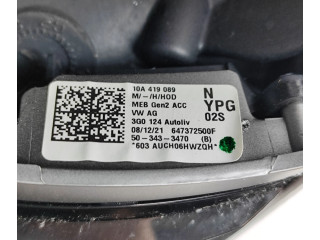 10A 419 089
M/-/H/HOD
MEB Gen2 ACC
VW AG
3G0 124 Autoliv
08/12/21 647372500F
50-343-3470 (B)
*603 AUCH06HWZQH*
N
YPG
02S